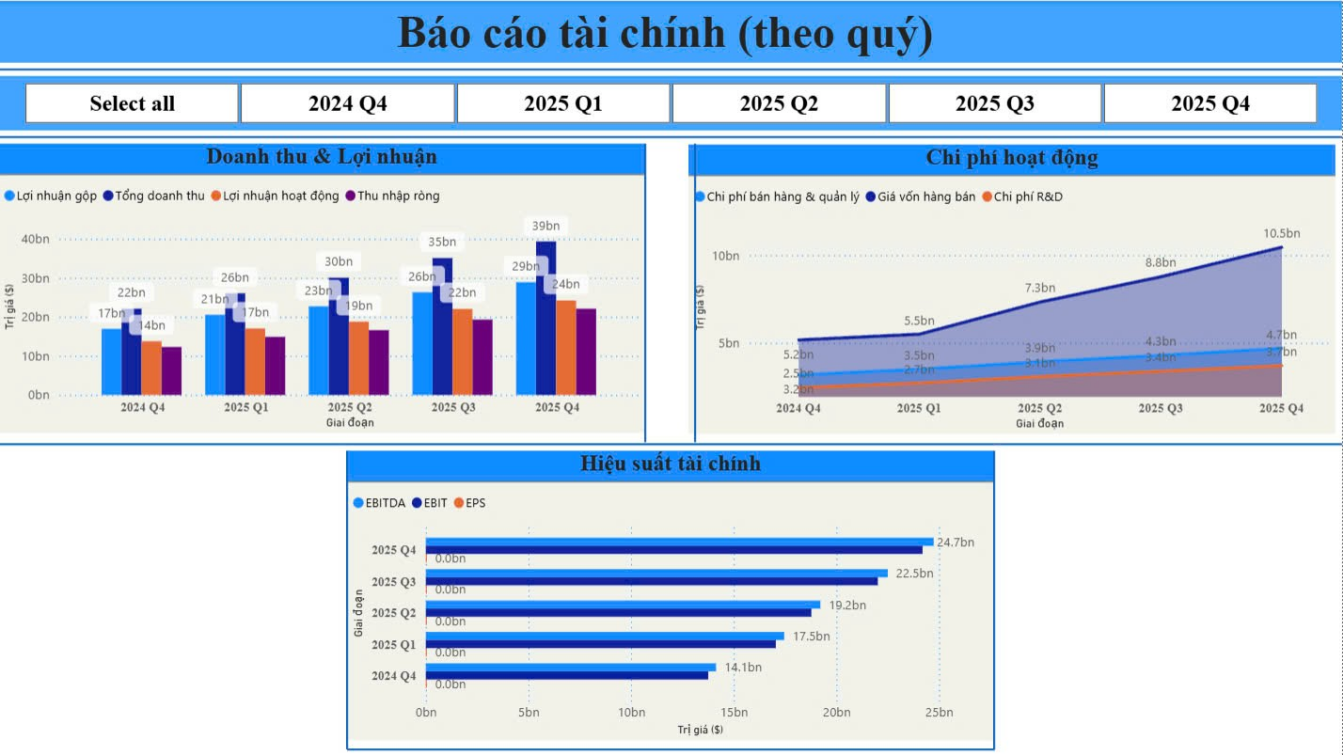 Báo cáo tài chính (theo quý)
Select all 2024 Q4 2025 Q1 2025 Q2 2025 Q3 2025 Q4
Doanh thu & Lợi nhuận
Lợi nhuận gộp Tổng doanh thu Lợi nhuận hoạt động Thu nhập ròng
Trị giá ($)
40bn
30bn
20bn
10bn
0bn
17bn 22bn 14bn
21bn 26bn 17bn
23bn 30bn 19bn
26bn 35bn 22bn
29bn 39bn 24bn
2024 Q4 2025 Q1 2025 Q2 2025 Q3 2025 Q4
Giai đoạn
Chi phí hoạt động
Chi phí bán hàng & quản lý Giá vốn hàng bán Chi phí R&D
Trị giá ($)
10bn
5bn
5.2bn 5.5bn 7.3bn 8.8bn 10.5bn
2.5bn 3.5bn 3.9bn 4.3bn 4.7bn
3.2bn 2.7bn 3.1bn 3.4bn 3.7bn
2024 Q4 2025 Q1 2025 Q2 2025 Q3 2025 Q4
Giai đoạn
Hiệu suất tài chính
EBITDA EBIT EPS
Giai đoạn
2025 Q4 24.7bn
0.0bn
2025 Q3 22.5bn
0.0bn
2025 Q2 19.2bn
0.0bn
2025 Q1 17.5bn
0.0bn
2024 Q4 14.1bn
0.0bn
0bn 5bn 10bn 15bn 20bn 25bn
Trị giá ($)